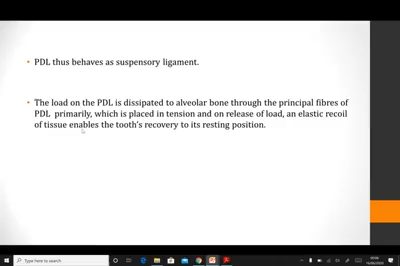 • PDL thus behaves as suspensory ligament.
• The load on the PDL is dissipated to alveolar bone through the principal fibres of
PDL primarily, which is placed in tension and on release of load, an elastic recoil
of tissue enables the tooth's recovery to its resting position.
Type here to search